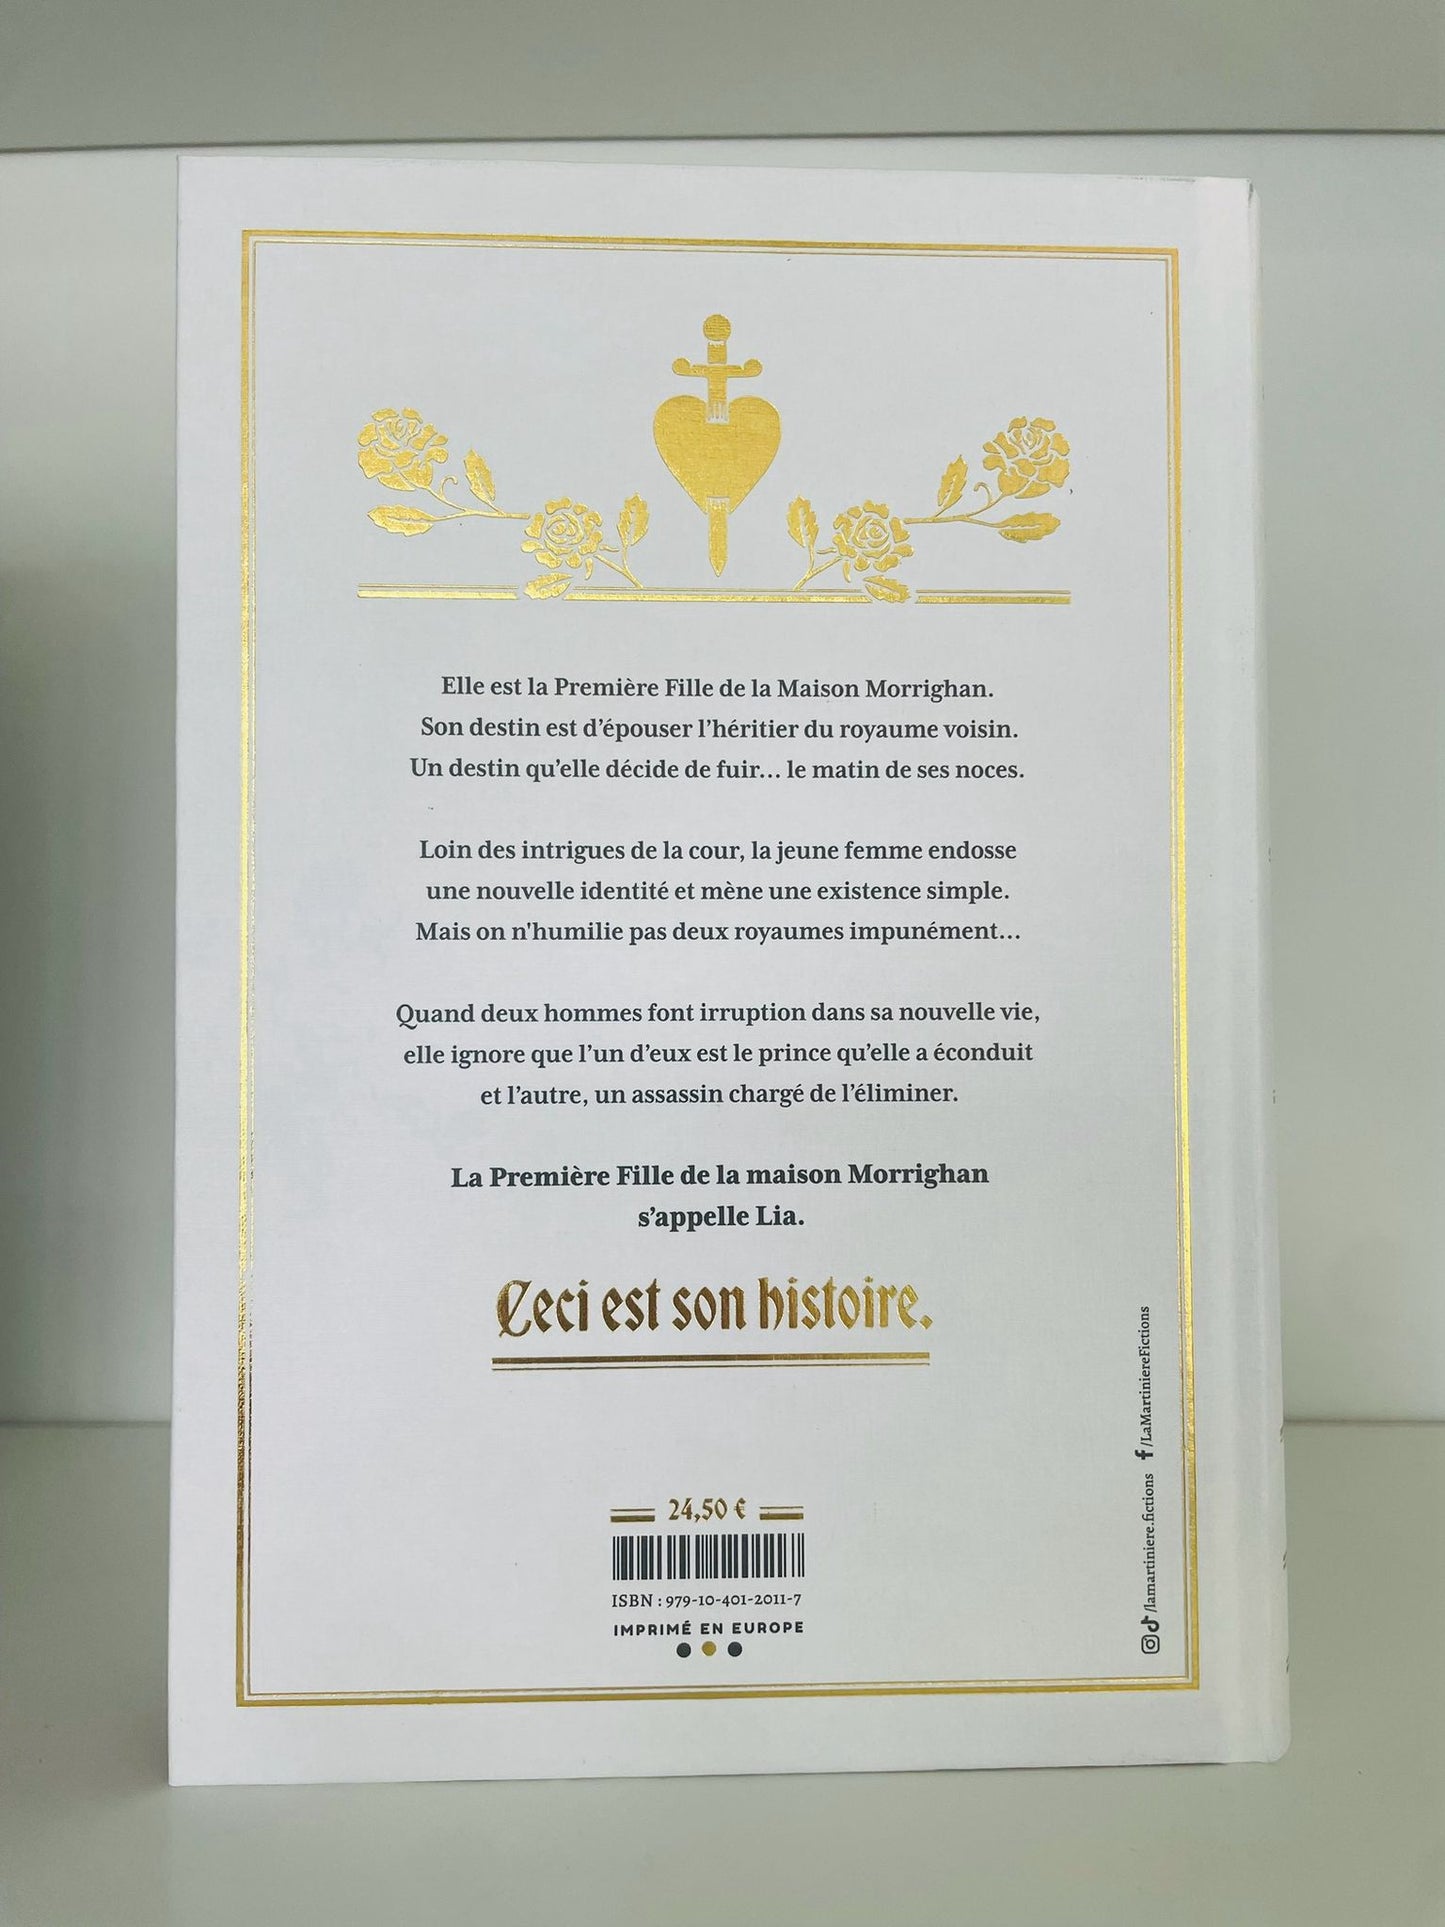 Elle est la Première Fille de la Maison Morrighan.
Son destin est d’épouser l’héritier du royaume voisin.
Un destin qu’elle décide de fuir… le matin de ses noces.
Loin des intrigues de la cour, la jeune femme endosse
une nouvelle identité et mène une existence simple.
Mais on n'humilie pas deux royaumes impunément…
Quand deux hommes font irruption dans sa nouvelle vie,
elle ignore que l’un d’eux est le prince qu’elle a éconduit
et l’autre, un assassin chargé de l’éliminer.
La Première Fille de la maison Morrighan
s’appelle Lia.
Ceci est son histoire.
24,50 €
ISBN : 979-10-401-2011-7
IMPRIMÉ EN EUROPE
/lamartiniere.fictions
/LaMartiniereFictions